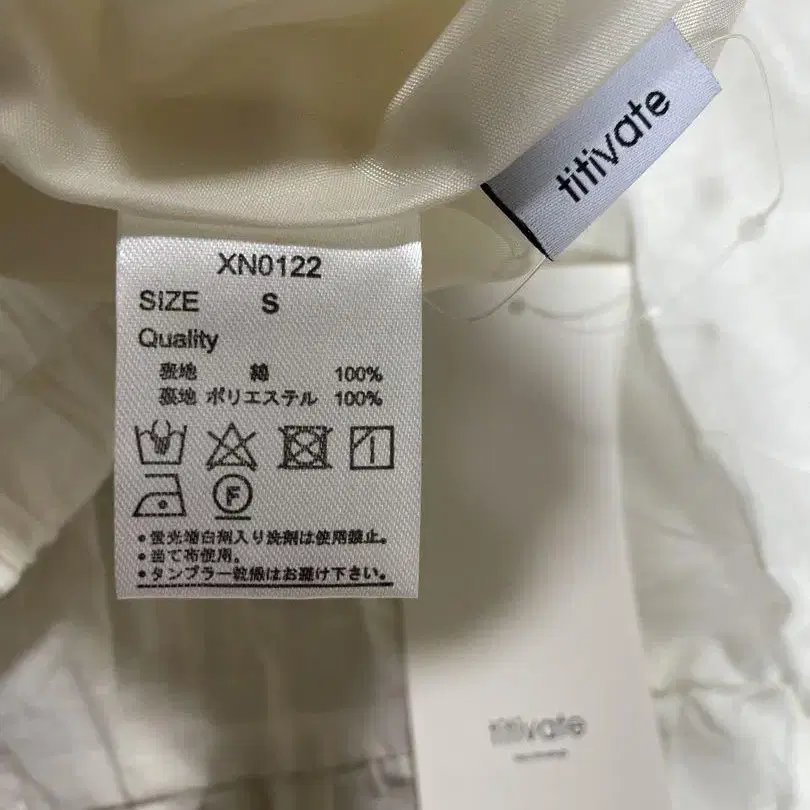 titivate
XN0122
SIZE S
Quality
表地 綿 100%
裏地 ポリエステル 100%
F
•蛍光増白剤入り洗剤は使用禁止。
•当て布使用。
•タンブラー乾燥はお避け下さい。
titivate